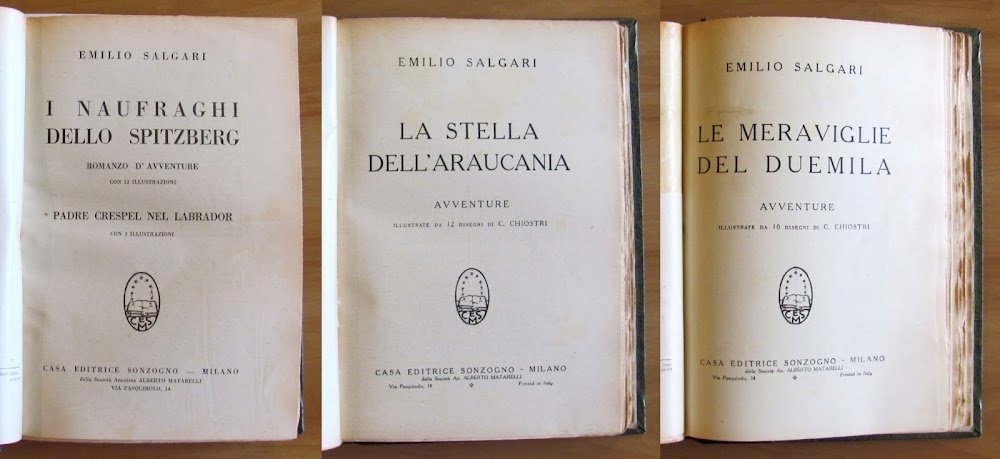 EMILIO SALGARI
I NAUFRAGHI
DELLO SPITZBERG
ROMANZO D'AVVENTURE
CON 12 ILLUSTRAZIONI
PADRE CRESPEL NEL LABRADOR
CON 3 ILLUSTRAZIONI
CESMS
CASA EDITRICE SONZOGNO — MILANO
della Società Anonima ALBERTO MATARELLI
VIA PASQUIROLO, 14
EMILIO SALGARI
LA STELLA
DELL'ARAUCANIA
AVVENTURE
ILLUSTRATE DA 12 DISEGNI DI C. CHIOSTRI
CESMS
CASA EDITRICE SONZOGNO - MILANO
della Società An. ALBERTO MATARELLI
Via Pasquirolo, 14 Printed in Italy
EMILIO SALGARI
LE MERAVIGLIE
DEL DUEMILA
AVVENTURE
ILLUSTRATE DA 10 DISEGNI DI C. CHIOSTRI
CESMS
CASA EDITRICE SONZOGNO - MILANO
della Società An. ALBERTO MATARELLI
Via Pasquirolo, 14 Printed in Italy